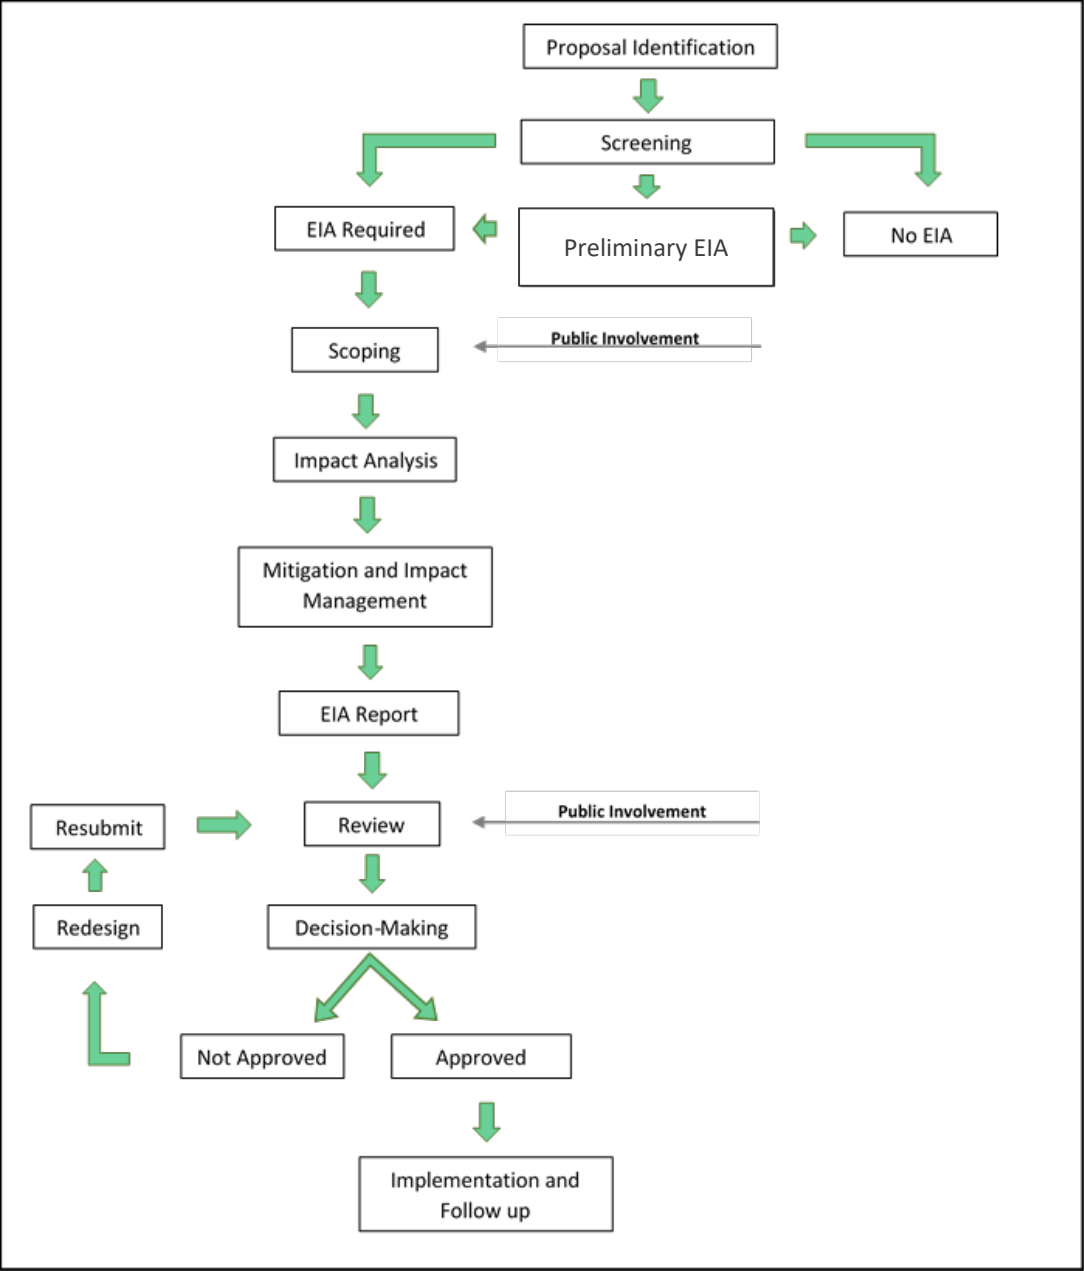 Proposal Identification
Screening
EIA Required
Preliminary EIA
No EIA
Public Involvement
Scoping
Impact Analysis
Mitigation and Impact
Management
EIA Report
Public Involvement
Resubmit
Review
Redesign
Decision-Making
Not Approved
Approved
Implementation and
Follow up